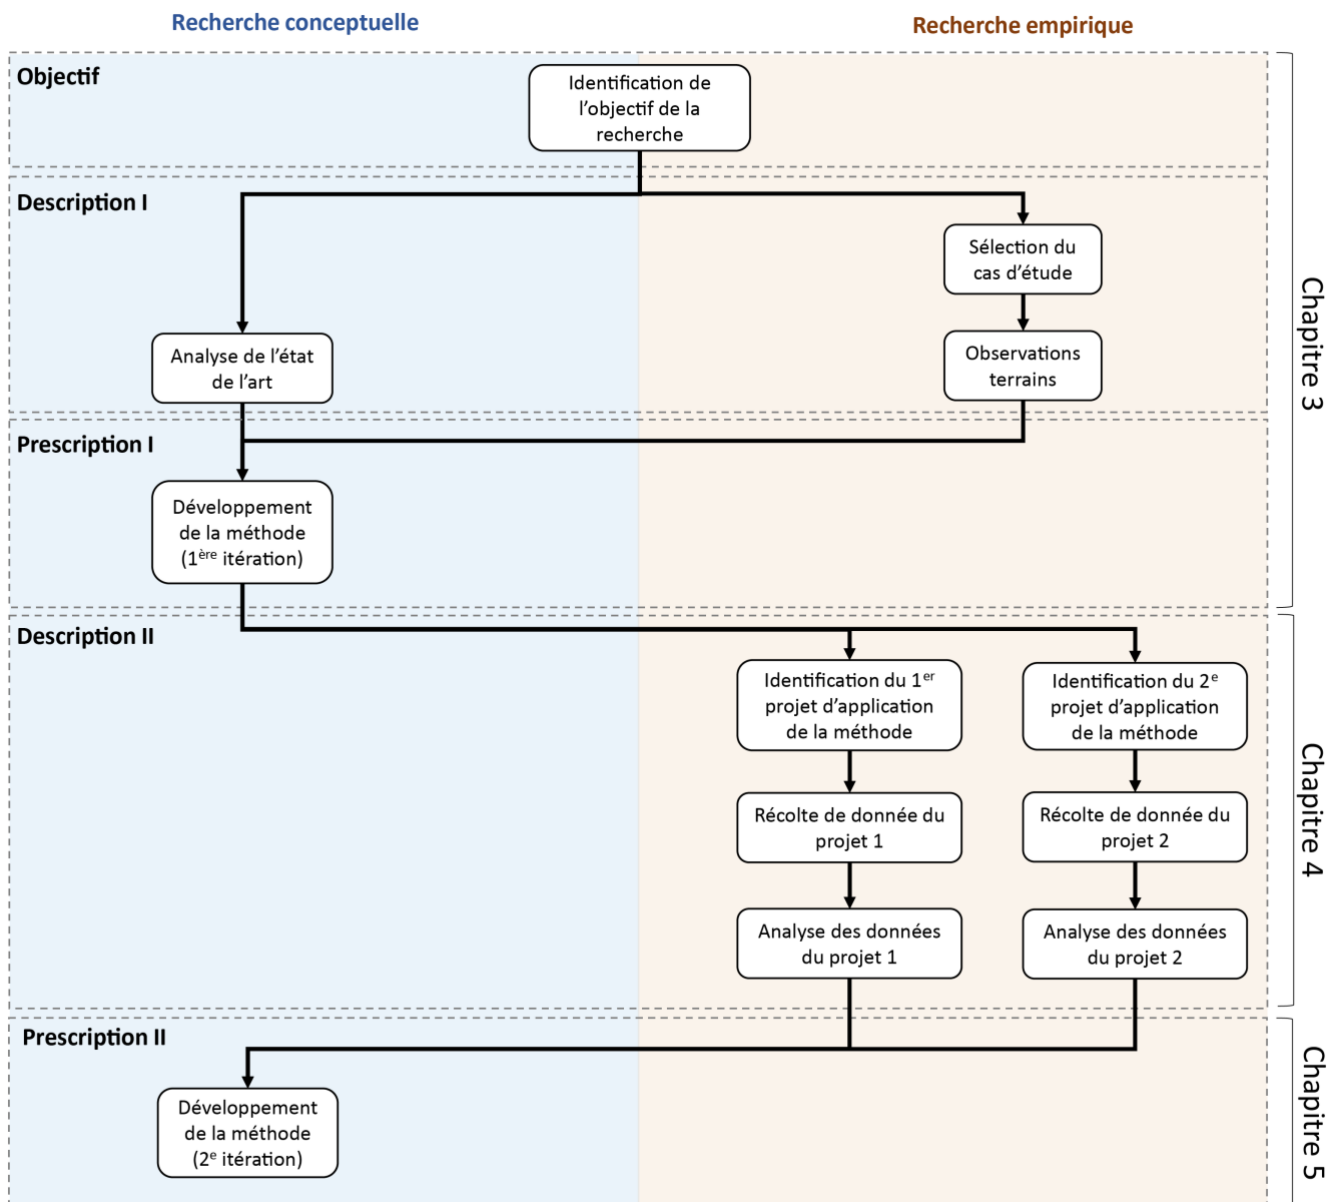 Recherche conceptuelle
Recherche empirique
Objectif
Identification de
l'objectif de la
recherche
Description I
Sélection du
cas d'étude
Analyse de l'état
de l'art
Observations
terrains
Chapitre 3
Prescription I
Développement
de la méthode
(1ère itération)
Description II
Identification du 1er
projet d'application
de la méthode
Identification du 2e
projet d'application
de la méthode
Récolte de donnée du
projet 1
Récolte de donnée du
projet 2
Analyse des données
du projet 1
Analyse des données
du projet 2
Chapitre 4
Prescription II
Développement
de la méthode
(2e itération)
Chapitre 5